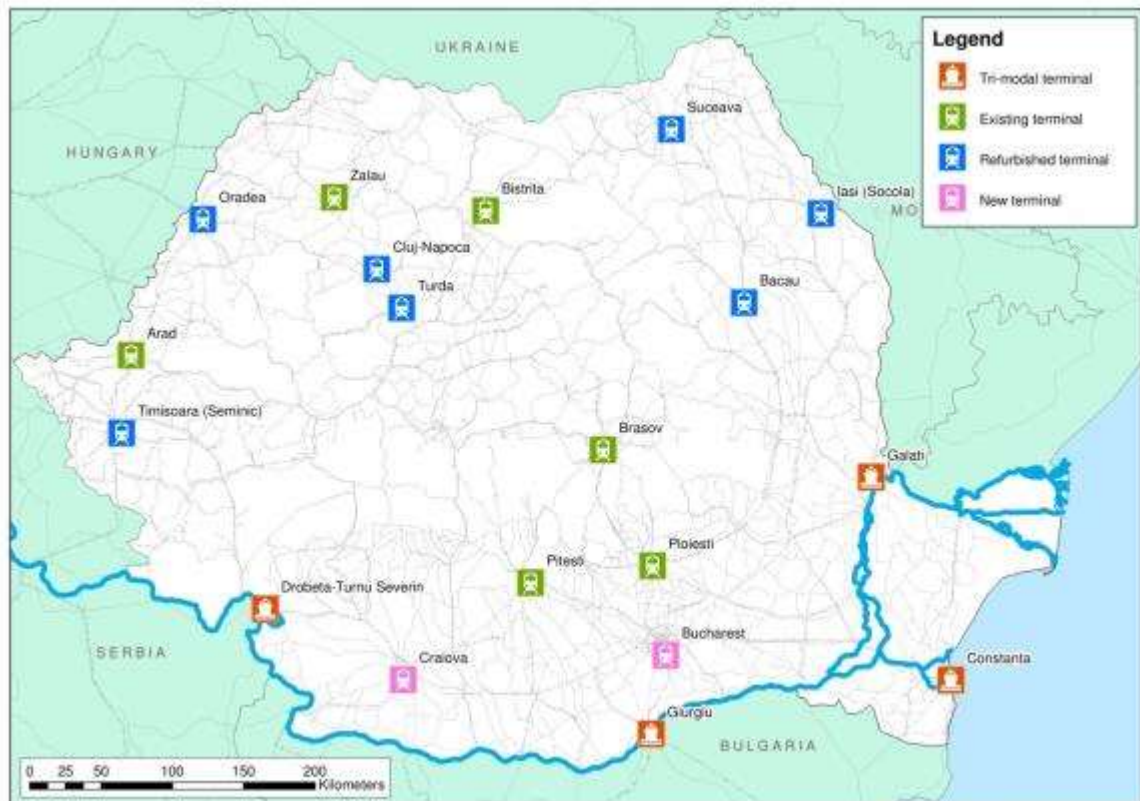 UKRAINE
HUNGARY
MO
SERBIA
BULGARIA
Legend
Tri-modal terminal
Existing terminal
Refurbished terminal
New terminal
Suceava
Zalau
Bistrita
Oradea
Iasi (Socola)
Cluj-Napoca
Turda
Bacau
Arad
Timisoara (Seminic)
Brasov
Galati
Ploiesti
Pitesti
Drobeta-Turnu Severin
Bucharest
Craiova
Constanta
Giurgiu
0 25 50 100 150 200
Kilometers